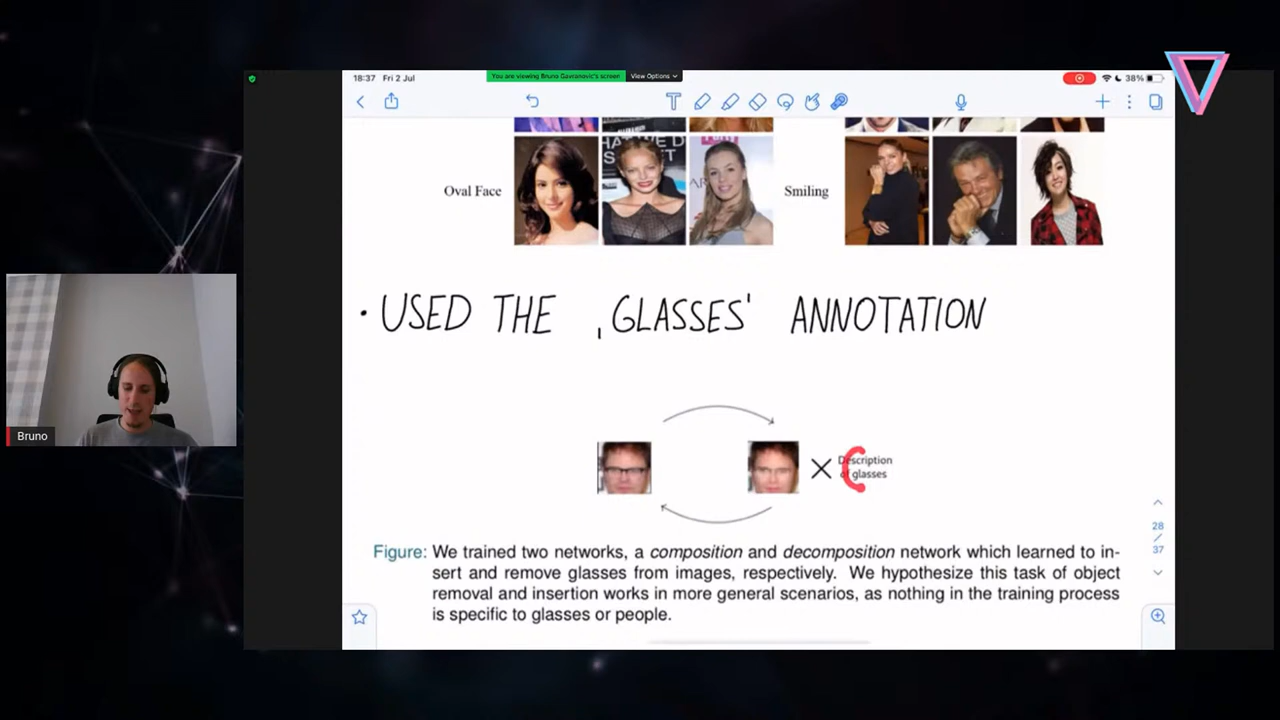 18:37 Fri 2 Jul
You are viewing Bruno Gavranovic's screen
View Options
38%
Oval Face
Smiling
• USED THE ‚GLASSES' ANNOTATION
Description
of glasses
Figure: We trained two networks, a composition and decomposition network which learned to in-
sert and remove glasses from images, respectively. We hypothesize this task of object
removal and insertion works in more general scenarios, as nothing in the training process
is specific to glasses or people.
28
/
37
Bruno